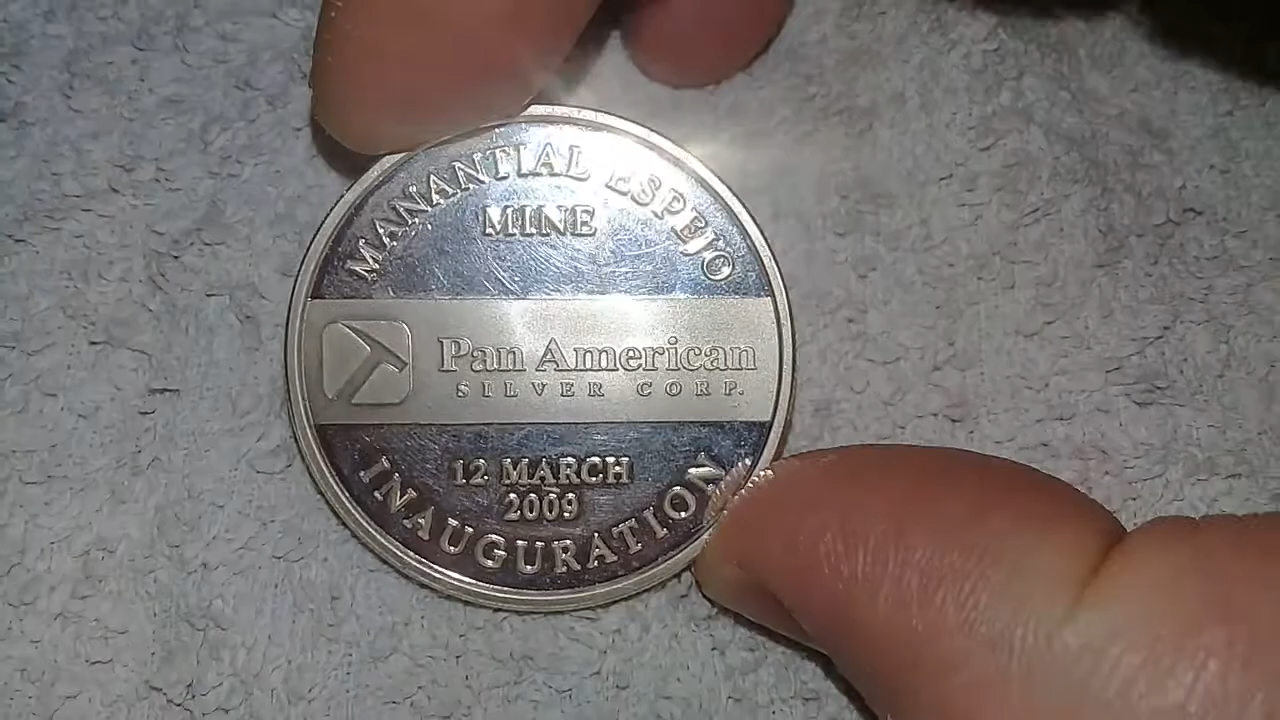 MANANTIAL ESPEJO
MINE
Pan American
SILVER CORP.
12 MARCH
2009
INAUGURATION